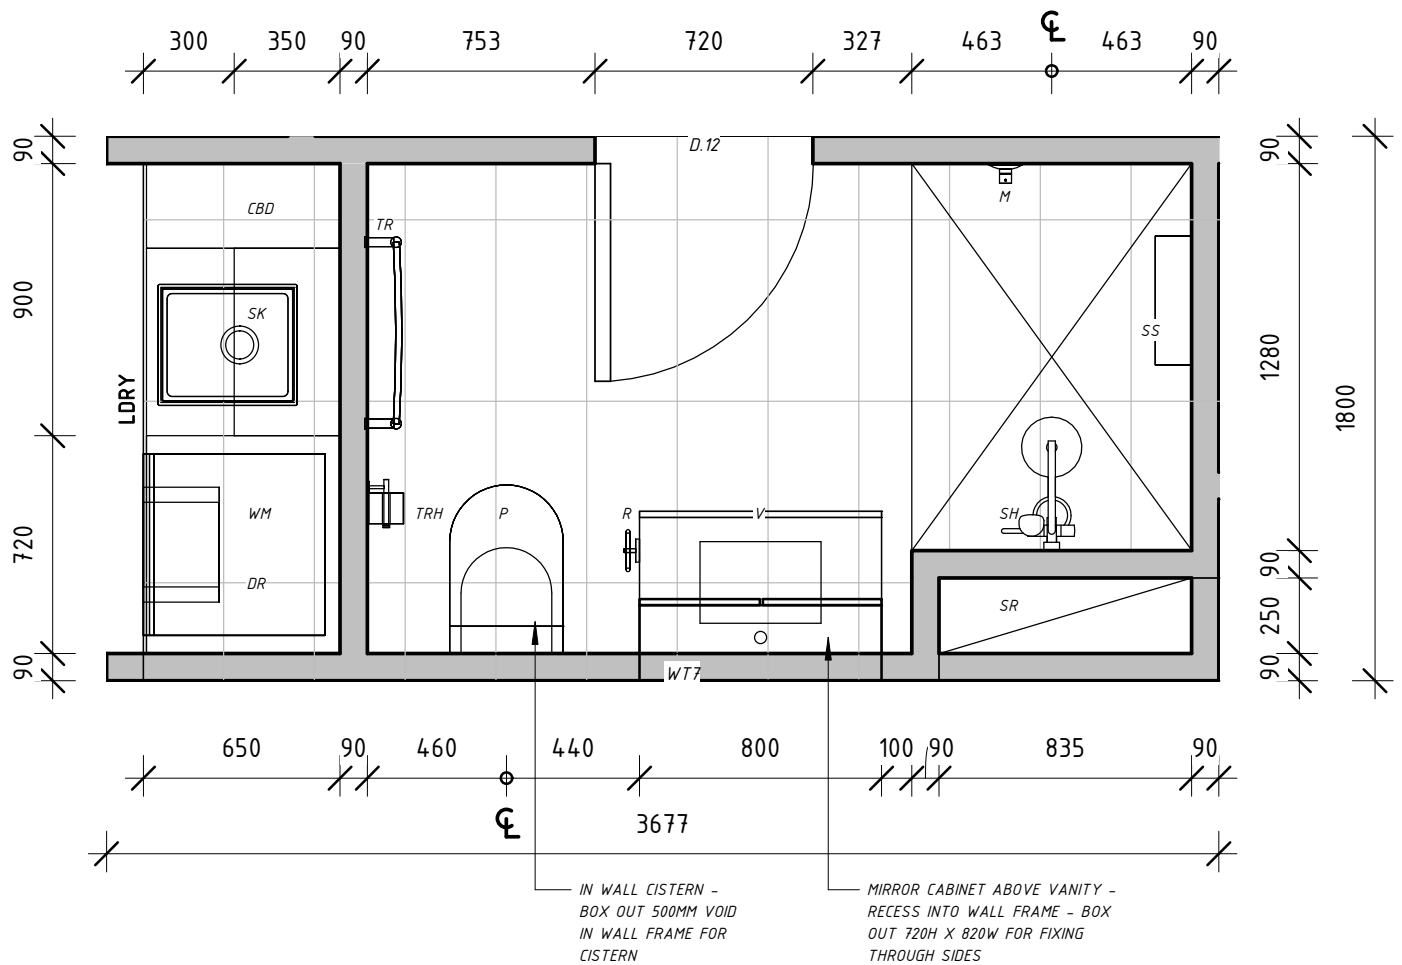 ℄
300 350 90 753 720 327 463 463 90
90
D.12
90
CBD
TR
M
900
SK
SS
1280
LDRY
1800
WM
TRH
P
R
V
SH
720
DR
90
SR
250
90
WT7
90
650 90 460 440 800 100 90 835 90
℄
3677
IN WALL CISTERN -
BOX OUT 500MM VOID
IN WALL FRAME FOR
CISTERN
MIRROR CABINET ABOVE VANITY -
RECESS INTO WALL FRAME - BOX
OUT 720H X 820W FOR FIXING
THROUGH SIDES